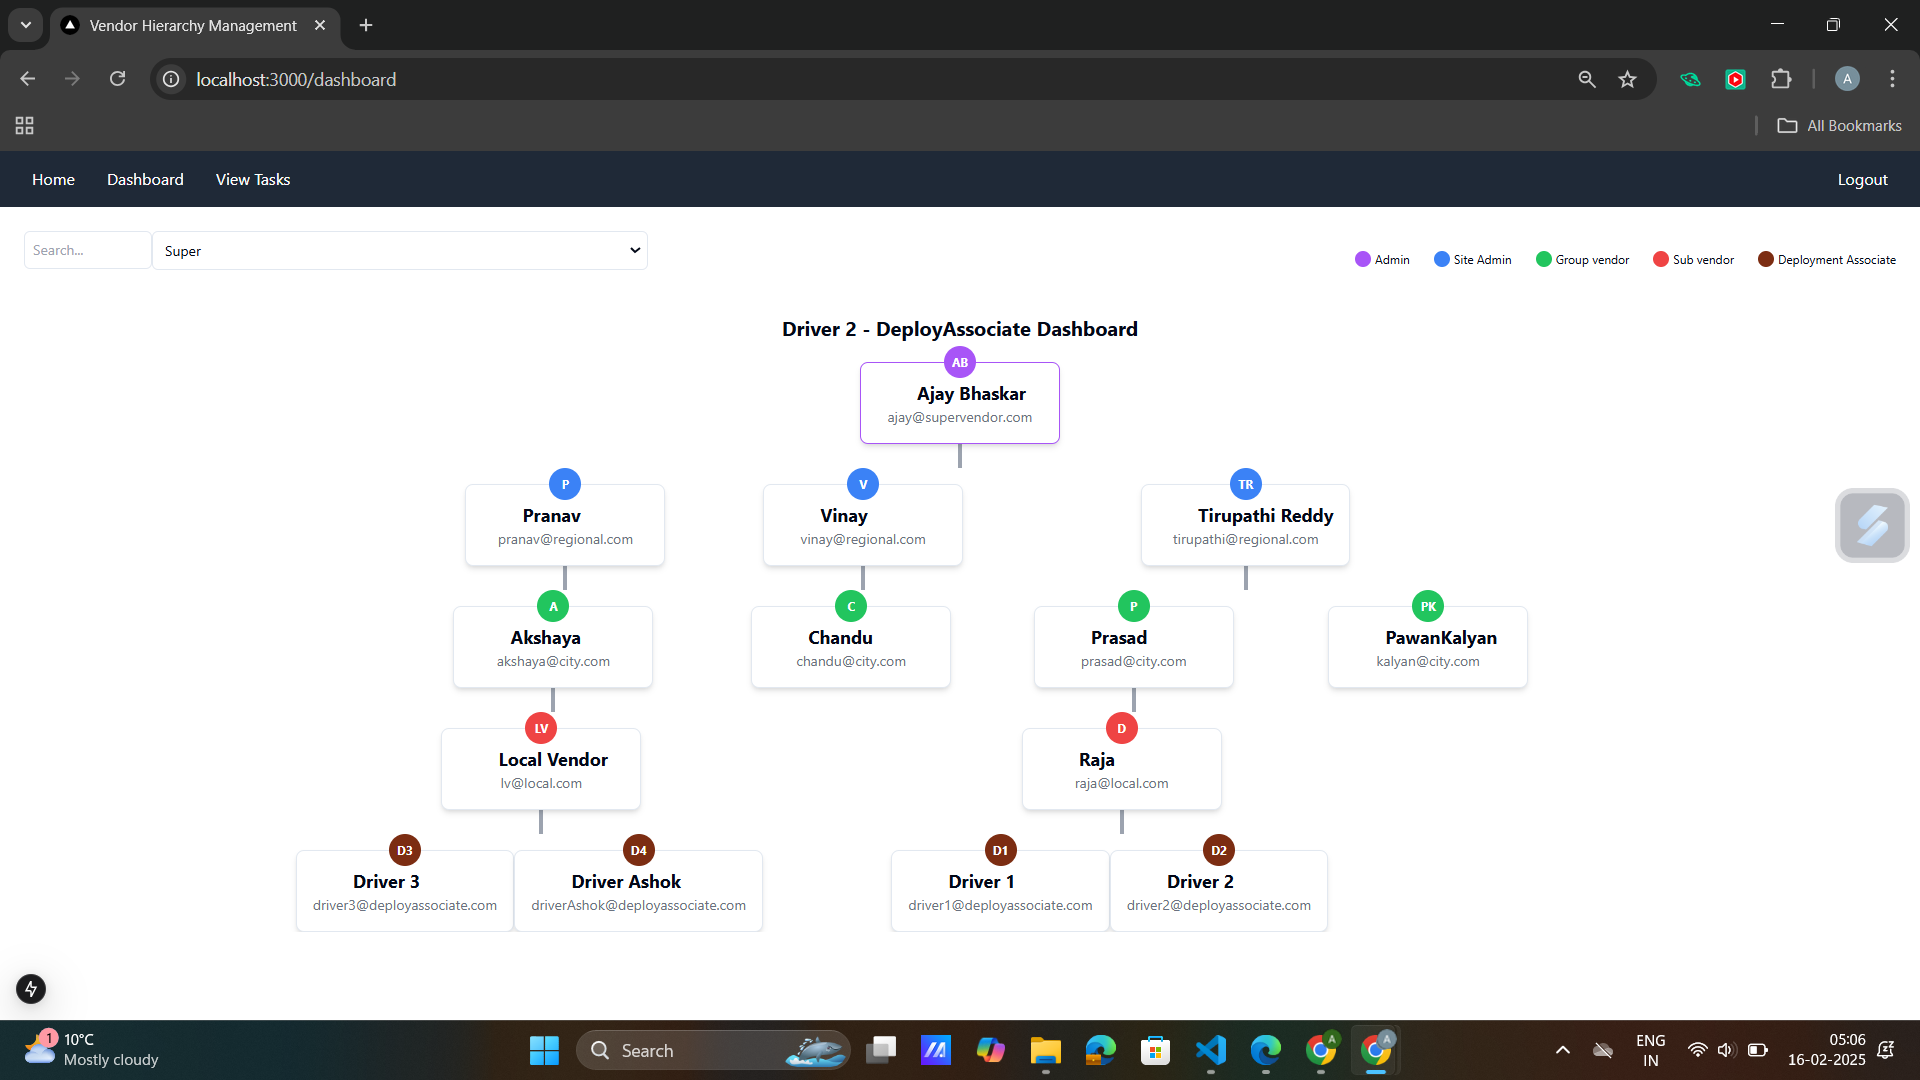 Vendor Hierarchy Management
localhost:3000/dashboard
A
All Bookmarks
Home Dashboard View Tasks Logout
Search... Super
Admin Site Admin Group vendor Sub vendor Deployment Associate
Driver 2 - DeployAssociate Dashboard
AB
Ajay Bhaskar
ajay@supervendor.com
P V TR
Pranav Vinay Tirupathi Reddy
pranav@regional.com vinay@regional.com tirupathi@regional.com
A C P PK
Akshaya Chandu Prasad PawanKalyan
akshaya@city.com chandu@city.com prasad@city.com kalyan@city.com
LV D
Local Vendor Raja
lv@local.com raja@local.com
D3 D4 D1 D2
Driver 3 Driver Ashok Driver 1 Driver 2
driver3@deployassociate.com driverAshok@deployassociate.com driver1@deployassociate.com driver2@deployassociate.com
1 10°C
Mostly cloudy
Search
A A
ENG
IN
05:06
16-02-2025